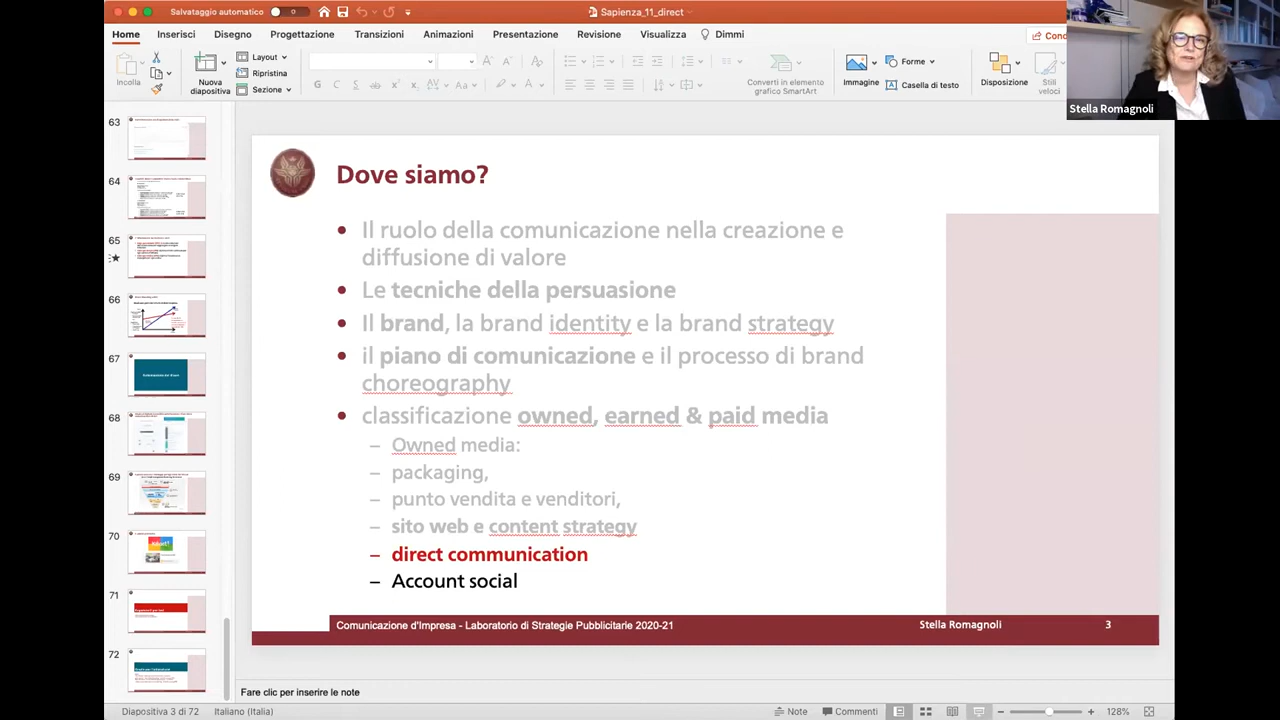 Salvataggio automatico
Sapienza_11_direct
Home Inserisci Disegno Progettazione Transizioni Animazioni Presentazione Revisione Visualizza Dimmi
Incolla
Nuova diapositiva
Layout
Ripristina
Sezione
Converti in elemento grafico SmartArt
Immagine
Forme
Casella di testo
Disposizione
Stili veloci
Stella Romagnoli
63
64
65
66
67
68
69
70
71
72
Dove siamo?
• Il ruolo della comunicazione nella creazione e
diffusione di valore
• Le tecniche della persuasione
• Il brand, la brand identity e la brand strategy
• il piano di comunicazione e il processo di brand
choreography
• classificazione owned, earned & paid media
– Owned media:
– packaging,
– punto vendita e venditori,
– sito web e content strategy
– direct communication
– Account social
Comunicazione d'Impresa - Laboratorio di Strategie Pubblicitarie 2020-21 Stella Romagnoli 3
Fare clic per inserire le note
Diapositiva 3 di 72 Italiano (Italia) Note Commenti 128%